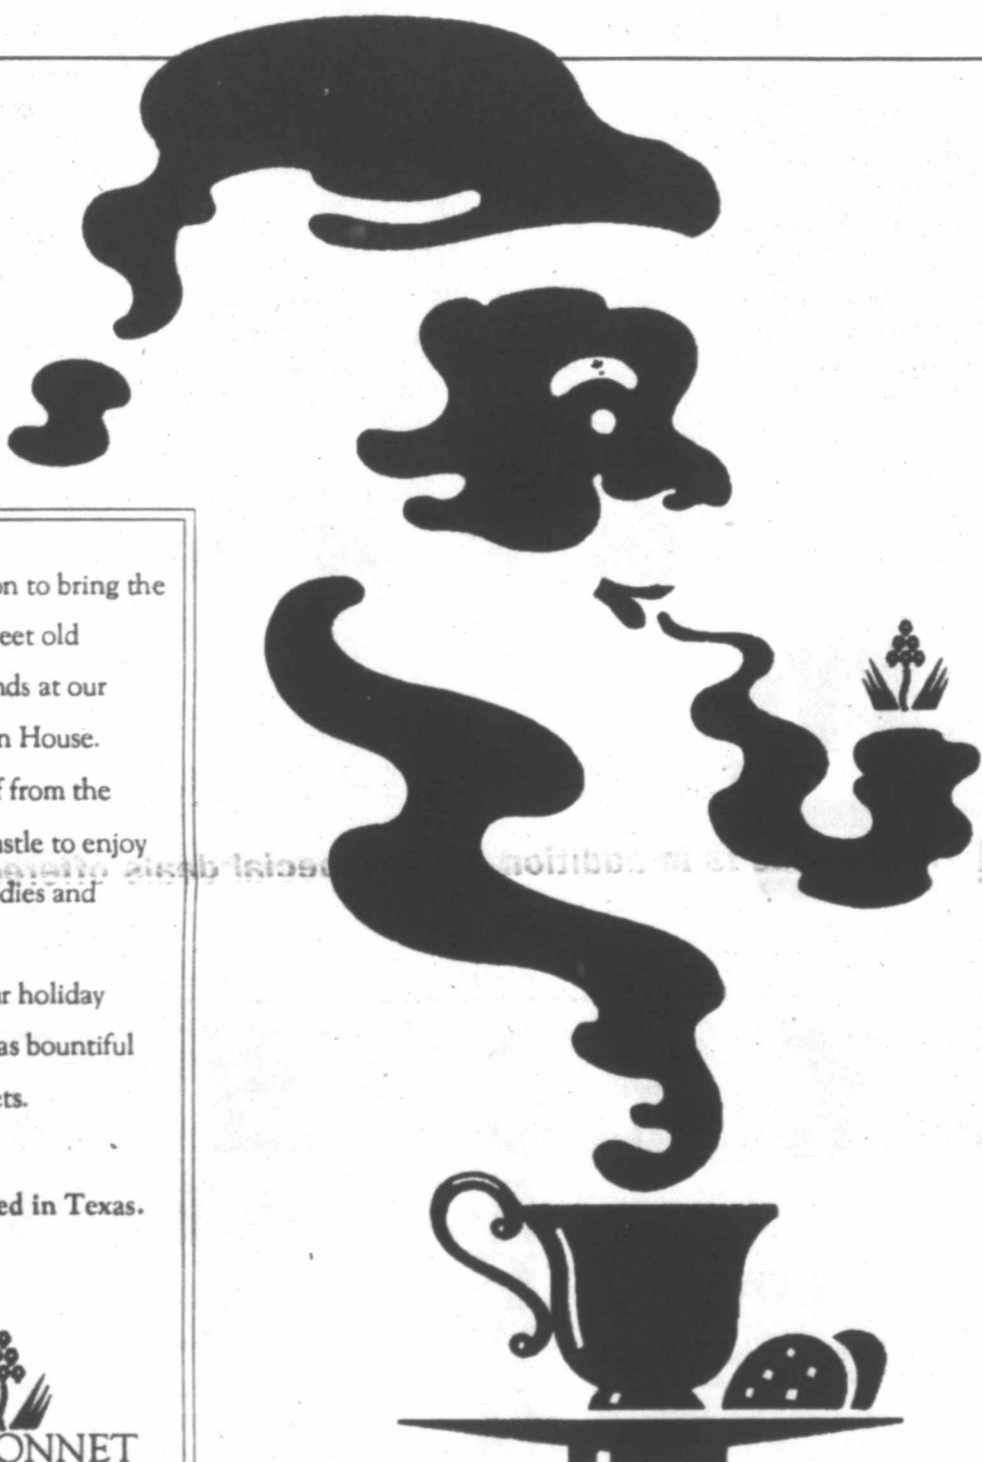 on to bring the
eet old
nds at our
n House.
f from the
astle to enjoy
dies and
ur holiday
as bountiful
ets.
ed in Texas.
ONNET